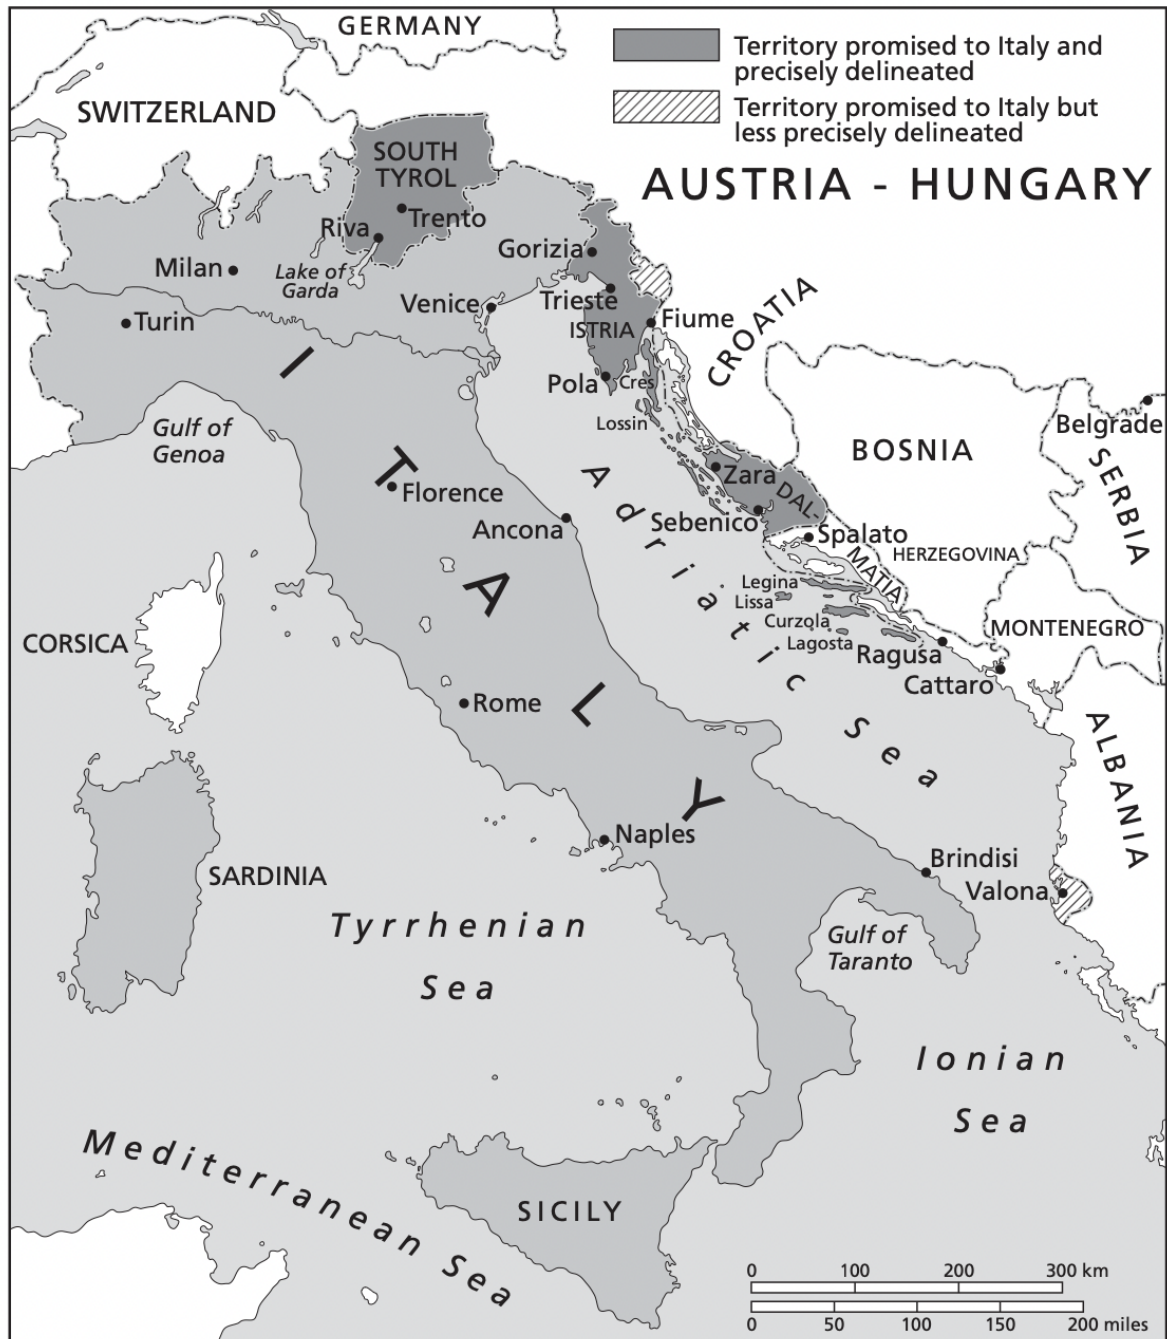 GERMANY
Territory promised to Italy and
precisely delineated
SWITZERLAND
Territory promised to Italy but
less precisely delineated
SOUTH
TYROL
AUSTRIA - HUNGARY
Trento
Riva
Gorizia
Milan
Lake of
Garda
Venice
Trieste
Turin
ISTRIA
Fiume
CROATIA
Pola
Cres
Lossin
Belgrade
Gulf of
Genoa
BOSNIA
SERBIA
ITALY
Florence
Zara
DAL-
MATIA
Ancona
Sebenico
Spalato
HERZEGOVINA
Adriatic Sea
Legina
Lissa
Curzola
Lagosta
MONTENEGRO
CORSICA
Ragusa
Cattaro
Rome
ALBANIA
Naples
Brindisi
Valona
SARDINIA
Tyrrhenian
Sea
Gulf of
Taranto
Ionian
Sea
Mediterranean Sea
SICILY
0 100 200 300 km
0 50 100 150 200 miles